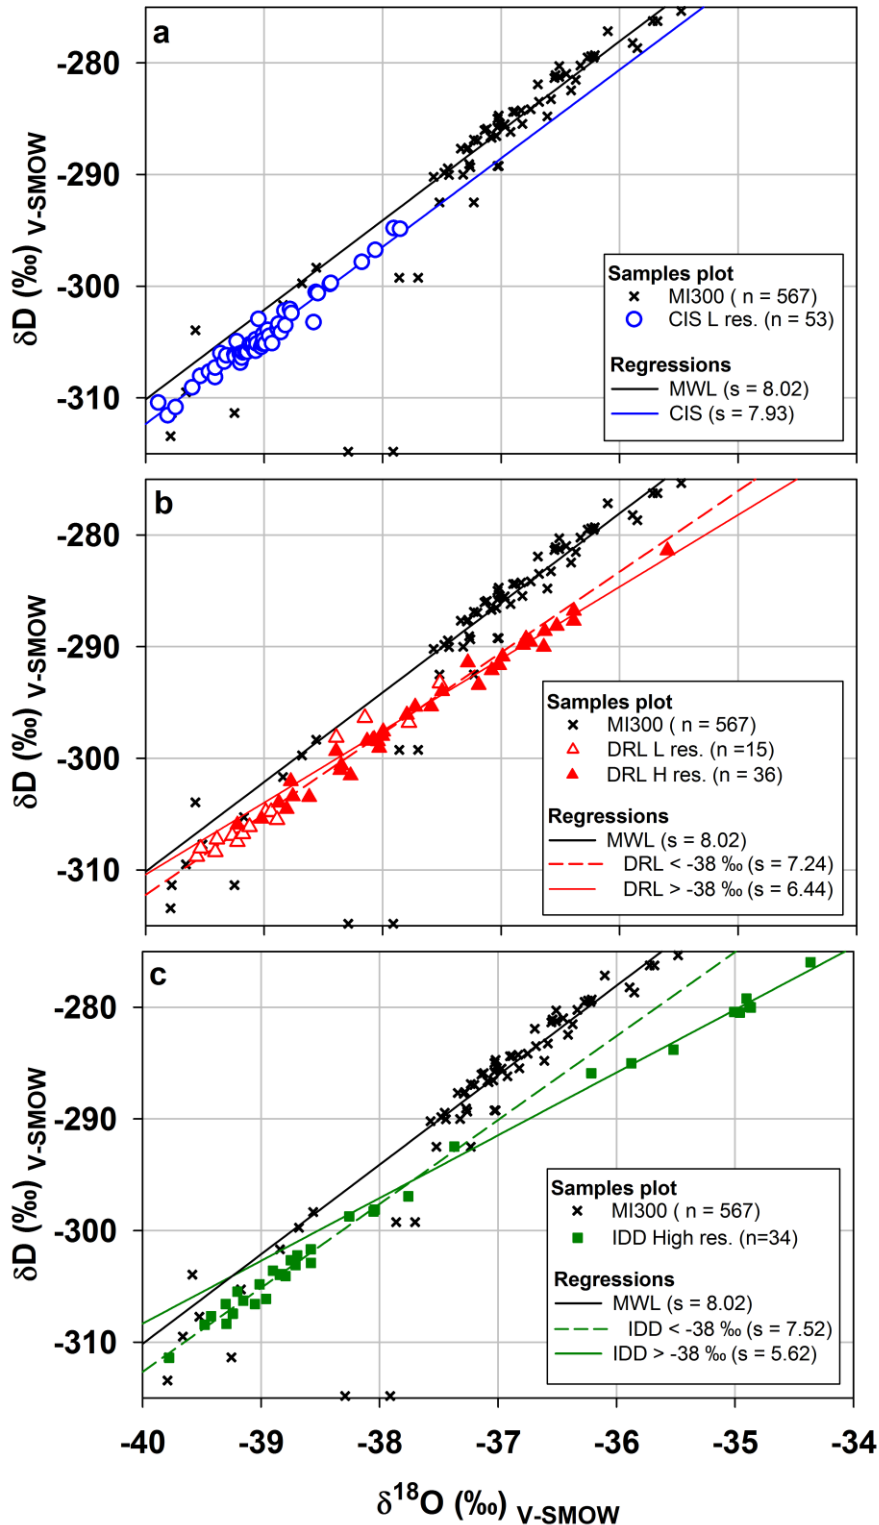 a
-280
-290
-300
-310
δD (‰) V-SMOW
Samples plot
MI300 ( n = 567)
CIS L res. (n = 53)
Regressions
MWL (s = 8.02)
CIS (s = 7.93)
b
-280
-290
-300
-310
δD (‰) V-SMOW
Samples plot
MI300 ( n = 567)
DRL L res. (n =15)
DRL H res. (n = 36)
Regressions
MWL (s = 8.02)
DRL < -38 ‰ (s = 7.24)
DRL > -38 ‰ (s = 6.44)
c
-280
-290
-300
-310
δD (‰) V-SMOW
Samples plot
MI300 ( n = 567)
IDD High res. (n=34)
Regressions
MWL (s = 8.02)
IDD < -38 ‰ (s = 7.52)
IDD > -38 ‰ (s = 5.62)
-40 -39 -38 -37 -36 -35 -34
δ18O (‰) V-SMOW